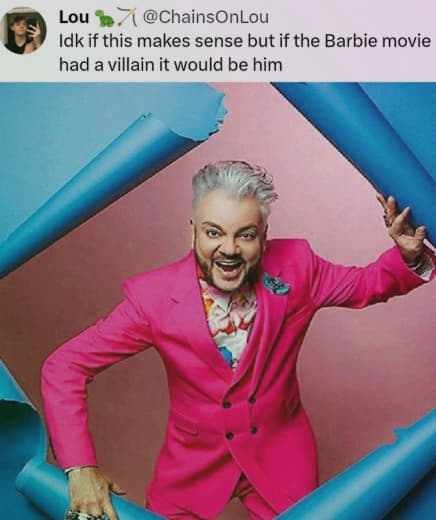 Lou 🦖🏹 @ChainsOnLou
Idk if this makes sense but if the Barbie movie
had a villain it would be him